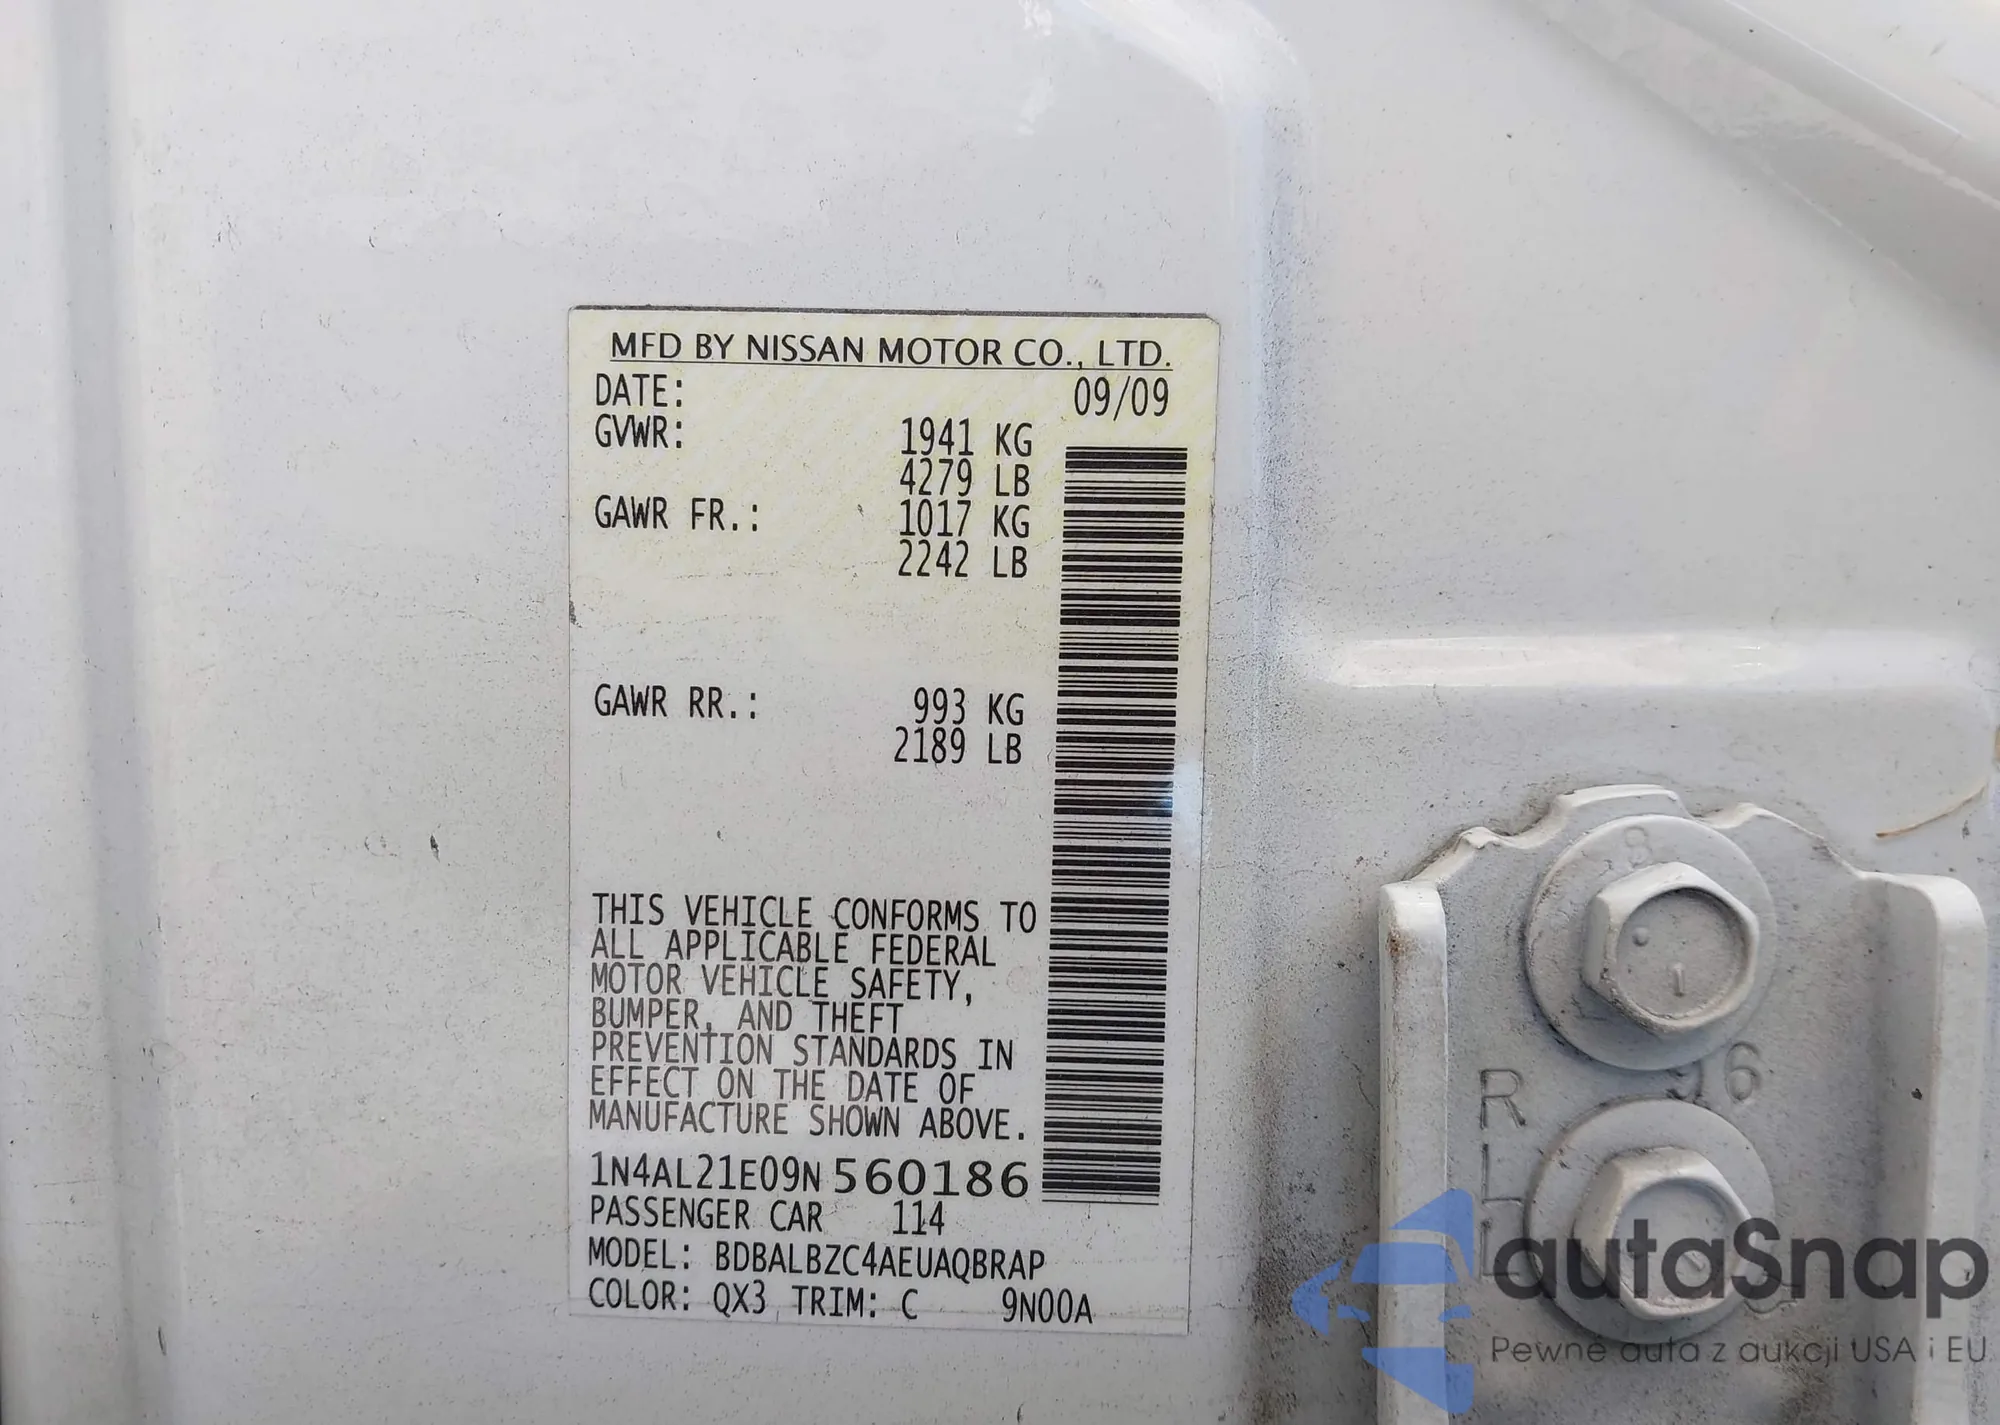 MFD BY NISSAN MOTOR CO., LTD.
DATE: 09/09
GVWR: 1941 KG
4279 LB
GAWR FR.: 1017 KG
2242 LB
GAWR RR.: 993 KG
2189 LB
THIS VEHICLE CONFORMS TO
ALL APPLICABLE FEDERAL
MOTOR VEHICLE SAFETY,
BUMPER, AND THEFT
PREVENTION STANDARDS IN
EFFECT ON THE DATE OF
MANUFACTURE SHOWN ABOVE.
1N4AL21E09N560186
PASSENGER CAR 114
MODEL: BDBALBZC4AEUAQBRAP
COLOR: QX3 TRIM: C 9N00A
8
1
96
R
L
autaSnap
Pewne auta z aukcji USA i EU